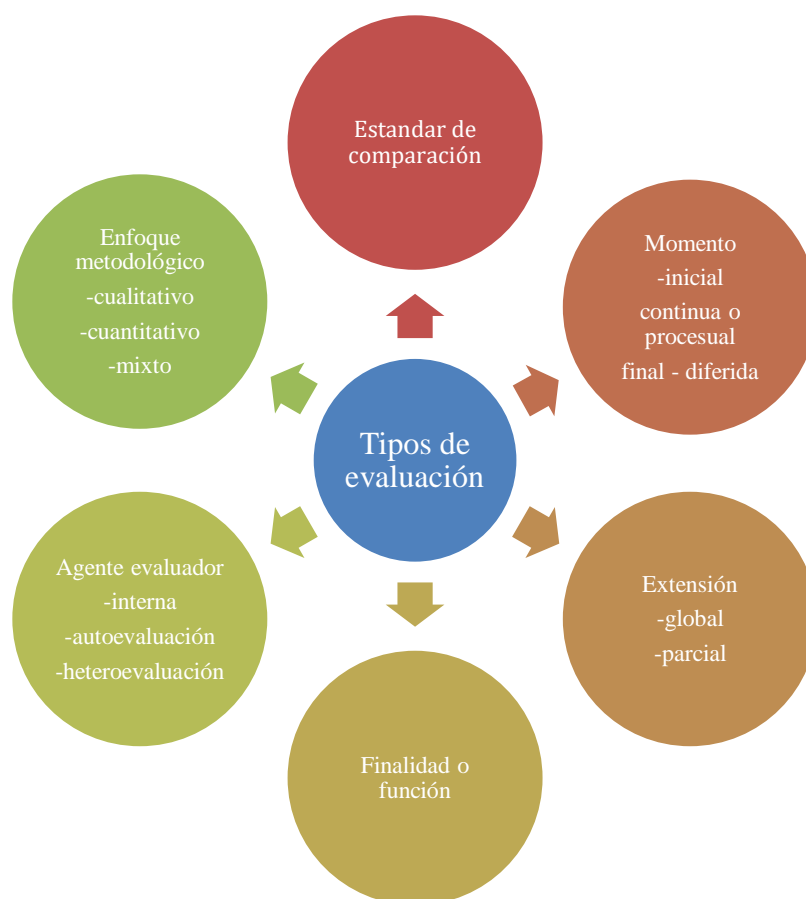 Estandar de
comparación
Momento
-inicial
continua o
procesual
final - diferida
Extensión
-global
-parcial
Finalidad o
función
Agente evaluador
-interna
-autoevaluación
-heteroevaluación
Enfoque
metodológico
-cualitativo
-cuantitativo
-mixto
Tipos de
evaluación